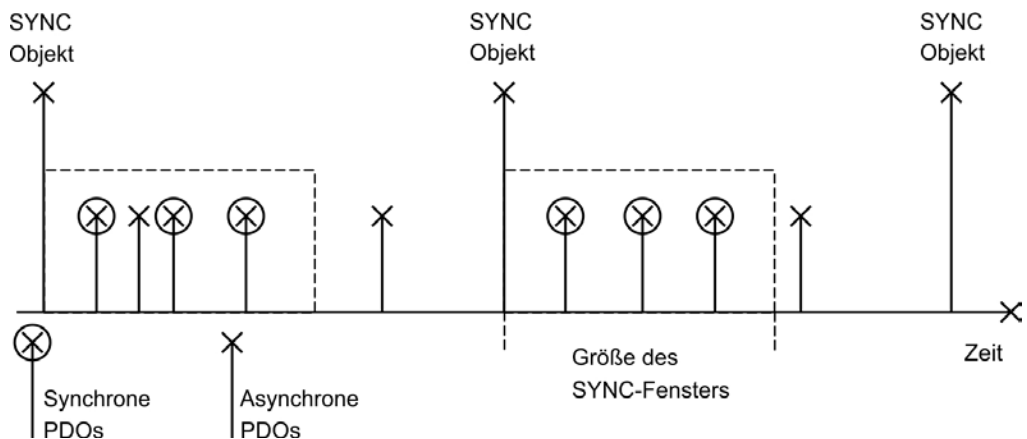 SYNC
Objekt
SYNC
Objekt
SYNC
Objekt
Zeit
Größe des
SYNC-Fensters
Synchrone
PDOs
Asynchrone
PDOs